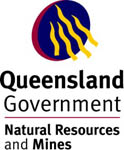 Queensland
Government
Natural Resources
and Mines